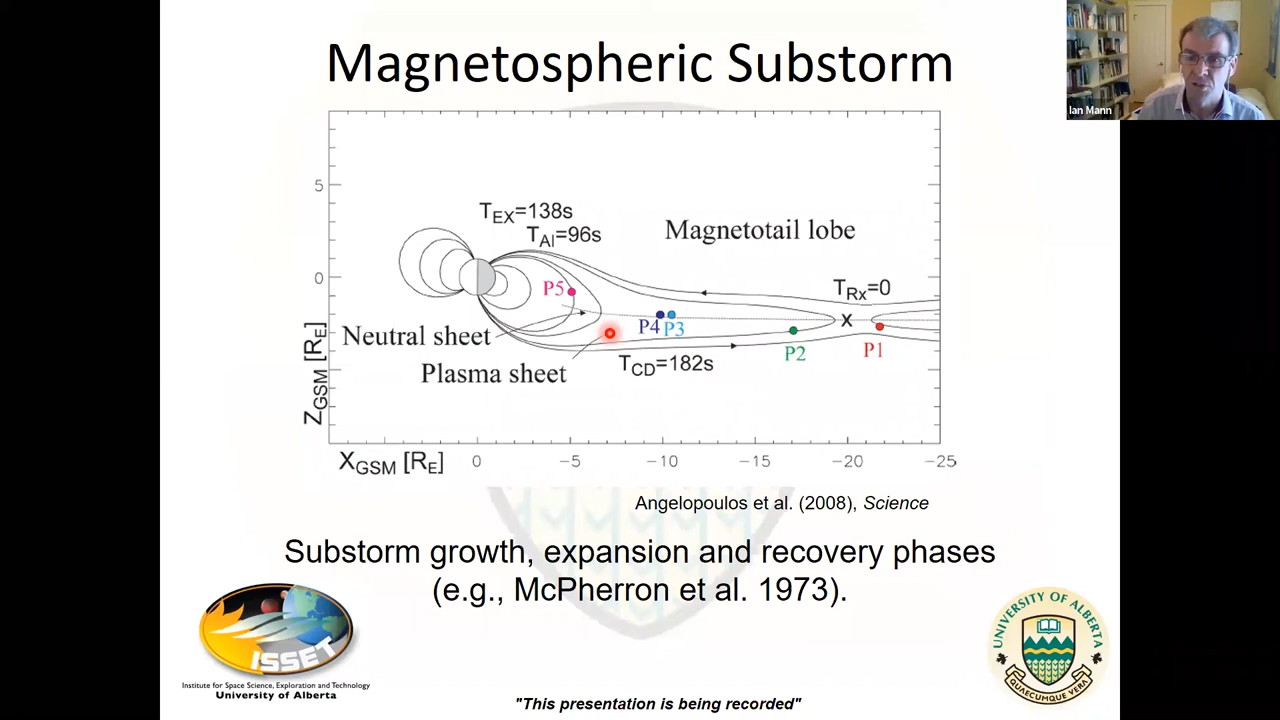 Magnetospheric Substorm
Ian Mann
5
0
Z_GSM [R_E]
T_EX=138s
T_AI=96s
Magnetotail lobe
T_Rx=0
P5
X
P4 P3
P2
P1
Neutral sheet
Plasma sheet
T_CD=182s
X_GSM [R_E] 0 −5 −10 −15 −20 −25
Angelopoulos et al. (2008), Science
Substorm growth, expansion and recovery phases
(e.g., McPherron et al. 1973).
ISSET
Institute for Space Science, Exploration and Technology
University of Alberta
UNIVERSITY OF ALBERTA
QUAECUMQUE VERA
"This presentation is being recorded"